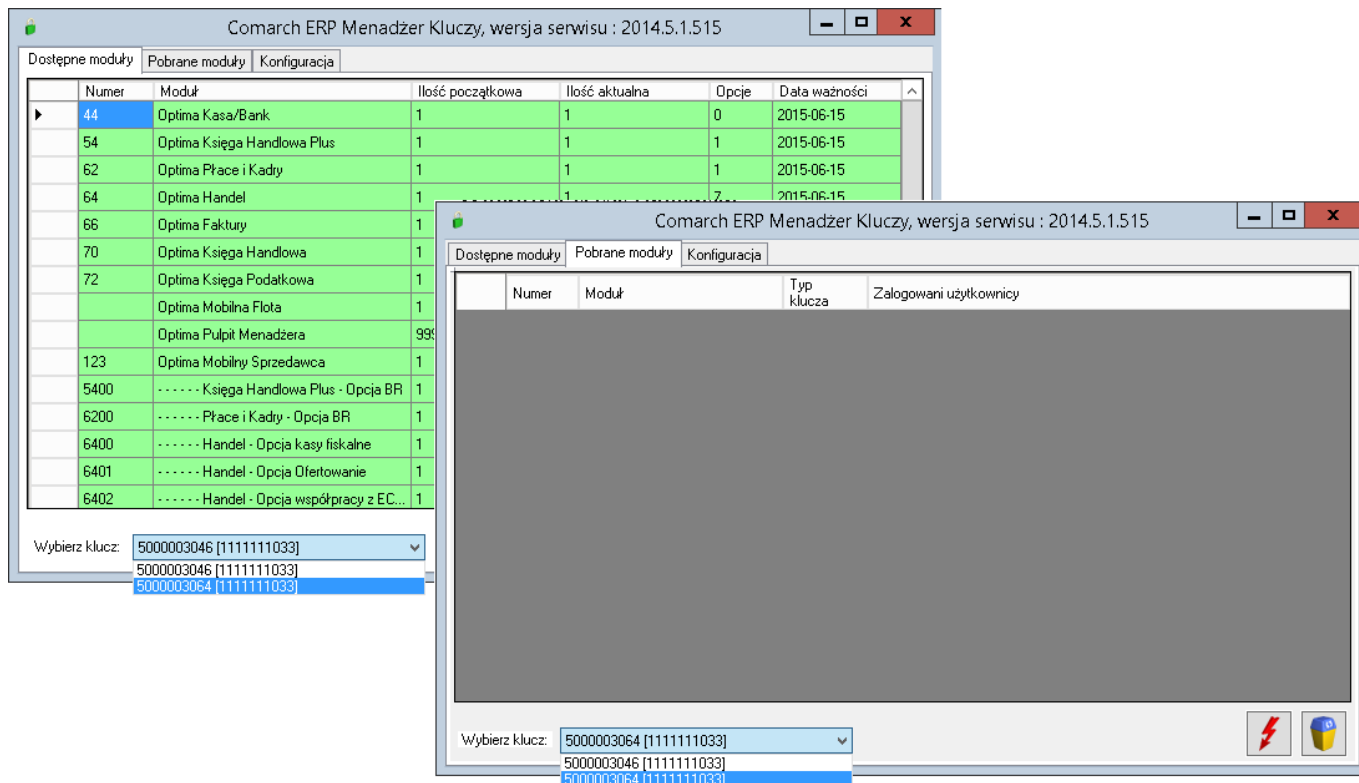 Comarch ERP Menadżer Kluczy, wersja serwisu : 2014.5.1.515
Dostępne moduły Pobrane moduły Konfiguracja
Numer Moduł Ilość początkowa Ilość aktualna Opcje Data ważności
44 Optima Kasa/Bank 1 1 0 2015-06-15
54 Optima Księga Handlowa Plus 1 1 1 2015-06-15
62 Optima Płace i Kadry 1 1 1 2015-06-15
64 Optima Handel 1 1 7 2015-06-15
66 Optima Faktury 1
70 Optima Księga Handlowa 1
72 Optima Księga Podatkowa 1
Optima Mobilna Flota 1
Optima Pulpit Menadżera
123 Optima Mobilny Sprzedawca 1
5400 - - - - - - Księga Handlowa Plus - Opcja BR 1
6200 - - - - - - Płace i Kadry - Opcja BR 1
6400 - - - - - - Handel - Opcja kasy fiskalne 1
6401 - - - - - - Handel - Opcja Ofertowanie 1
6402 - - - - - - Handel - Opcja współpracy z EC... 1
Wybierz klucz: 5000003046 [1111111033]
5000003046 [1111111033]
5000003064 [1111111033]
Comarch ERP Menadżer Kluczy, wersja serwisu : 2014.5.1.515
Dostępne moduły Pobrane moduły Konfiguracja
Numer Moduł Typ klucza Zalogowani użytkownicy
Wybierz klucz: 5000003064 [1111111033]
5000003046 [1111111033]
5000003064 [1111111033]